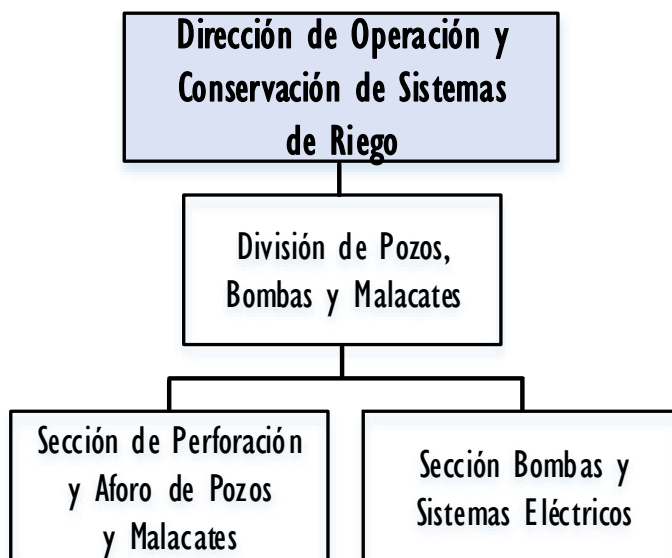 Dirección de Operación y
Conservación de Sistemas
de Riego
División de Pozos,
Bombas y Malacates
Sección de Perforación
y Aforo de Pozos
y Malacates
Sección Bombas y
Sistemas Eléctricos